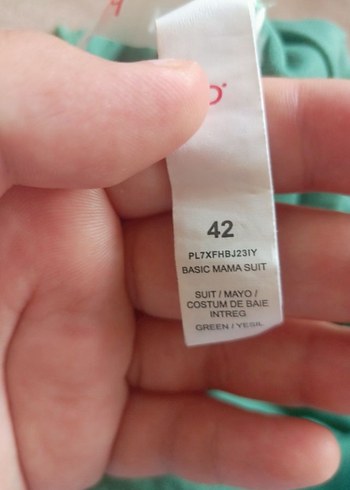 42
PL7XFHBJ23IY
BASIC MAMA SUIT
SUIT / MAYO /
COSTUM DE BAIE
INTREG
GREEN / YESIL